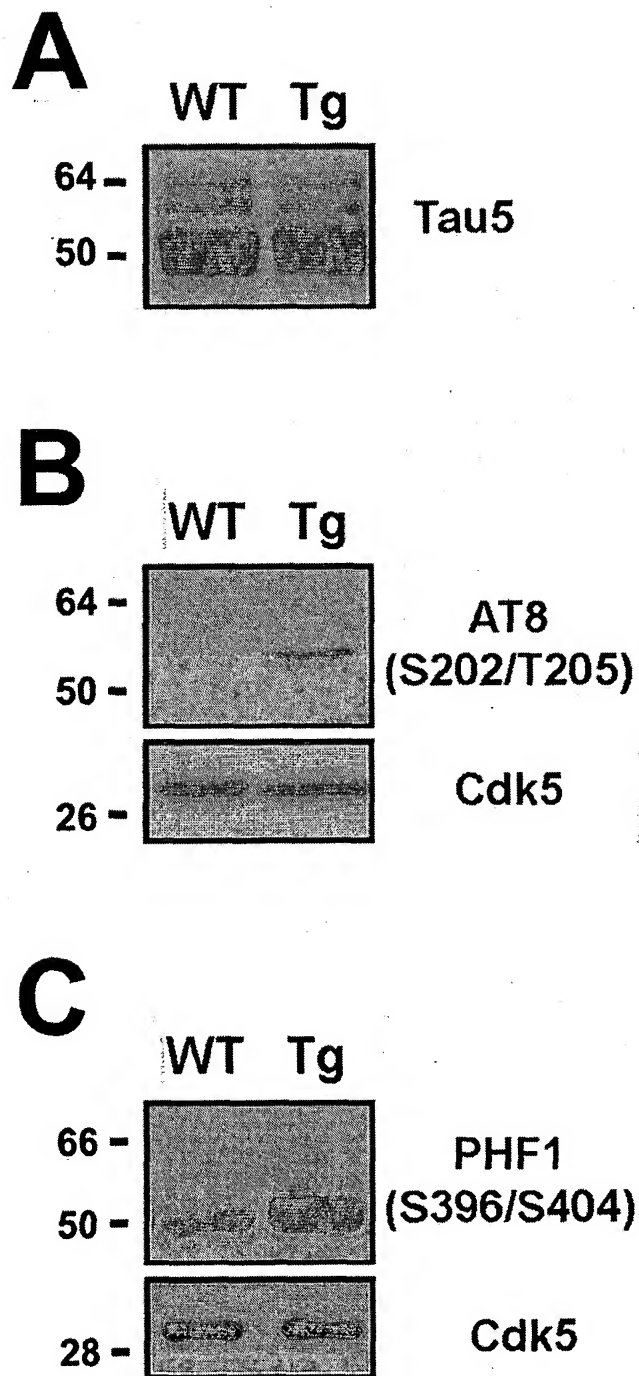 A
WT Tg
64
50
Tau5
B
WT Tg
64
50
AT8
(S202/T205)
26
Cdk5
C
WT Tg
66
50
PHF1
(S396/S404)
28
Cdk5